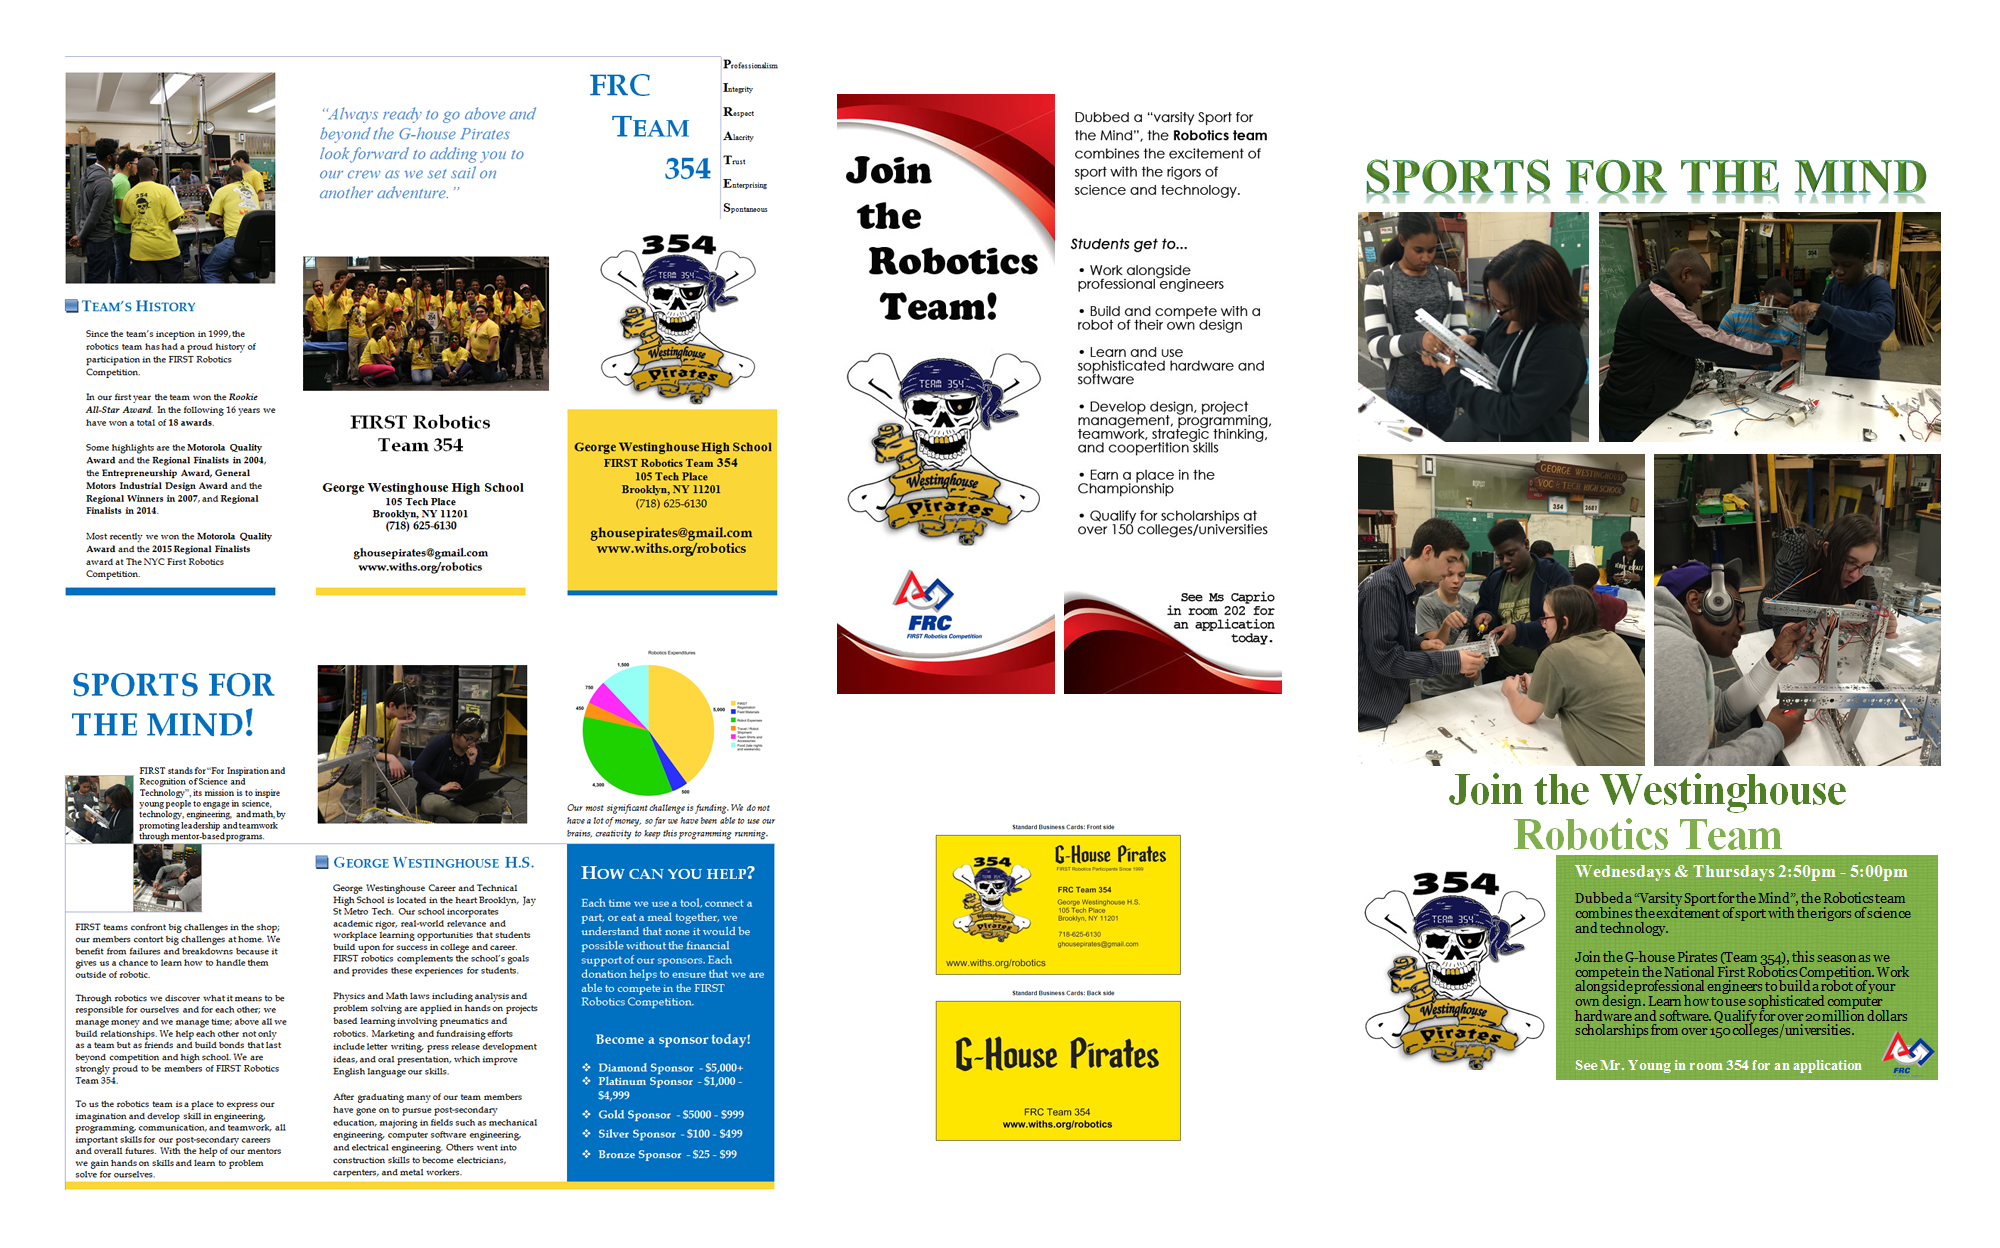 TEAM'S HISTORY
Since the team's inception in 1999, the
robotics team has had a proud history of
participation in the FIRST Robotics
Competition.
In our first year the team won the Rookie
All-Star Award. In the following 16 years we
have won a total of 18 awards.
Some highlights are the Motorola Quality
Award and the Regional Finalists in 2004,
the Entrepreneurship Award, General
Motors Industrial Design Award and the
Regional Winners in 2007, and Regional
Finalists in 2014.
Most recently we won the Motorola Quality
Award and the 2015 Regional Finalists
award at The NYC First Robotics
Competition.
“Always ready to go above and
beyond the G-house Pirates
look forward to adding you to
our crew as we set sail on
another adventure.”
FIRST Robotics
Team 354
George Westinghouse High School
105 Tech Place
Brooklyn, NY 11201
(718) 625-6130
ghousepirates@gmail.com
www.withs.org/robotics
FRC
TEAM
354
Professionalism
Integrity
Respect
Alacrity
Trust
Enterprising
Spontaneous
354
TEAM 354
Westinghouse
Pirates
George Westinghouse High School
FIRST Robotics Team 354
105 Tech Place
Brooklyn, NY 11201
(718) 625-6130
ghousepirates@gmail.com
www.withs.org/robotics
SPORTS FOR
THE MIND!
FIRST stands for "For Inspiration and
Recognition of Science and
Technology", its mission is to inspire
young people to engage in science,
technology, engineering, and math, by
promoting leadership and teamwork
through mentor-based programs.
FIRST teams confront big challenges in the shop;
our members contort big challenges at home. We
benefit from failures and breakdowns because it
gives us a chance to learn how to handle them
outside of robotic.
Through robotics we discover what it means to be
responsible for ourselves and for each other; we
manage money and we manage time; above all we
build relationships. We help each other not only
as a team but as friends and build bonds that last
beyond competition and high school. We are
strongly proud to be members of FIRST Robotics
Team 354.
To us the robotics team is a place to express our
imagination and develop skill in engineering,
programming, communication, and teamwork, all
important skills for our post-secondary careers
and overall futures. With the help of our mentors
we gain hands on skills and learn to problem
solve for ourselves.
GEORGE WESTINGHOUSE H.S.
George Westinghouse Career and Technical
High School is located in the heart Brooklyn, Jay
St Metro Tech. Our school incorporates
academic rigor, real-world relevance and
workplace learning opportunities that students
build upon for success in college and career.
FIRST robotics complements the school's goals
and provides these experiences for students.
Physics and Math laws including analysis and
problem solving are applied in hands on projects
based learning involving pneumatics and
robotics. Marketing and fundraising efforts
include letter writing, press release development
ideas, and oral presentation, which improve
English language our skills.
After graduating many of our team members
have gone on to pursue post-secondary
education, majoring in fields such as mechanical
engineering, computer software engineering,
and electrical engineering. Others went into
construction skills to become electricians,
carpenters, and metal workers.
Robotics Expenditures
1,500
750
450
5,000
4,300
500
FIRST
Registration
Field Materials
Robot Expenses
Travel / Robot
Shipment
Team Shirts and
Accessories
Food (late nights
and weekends)
Our most significant challenge is funding. We do not
have a lot of money, so far we have been able to use our
brains, creativity to keep this programming running.
HOW CAN YOU HELP?
Each time we use a tool, connect a
part, or eat a meal together, we
understand that none it would be
possible without the financial
support of our sponsors. Each
donation helps to ensure that we are
able to compete in the FIRST
Robotics Competition.
Become a sponsor today!
❖ Diamond Sponsor - $5,000+
❖ Platinum Sponsor - $1,000 -
$4,999
❖ Gold Sponsor - $5000 - $999
❖ Silver Sponsor - $100 - $499
❖ Bronze Sponsor - $25 - $99
Join
the
Robotics
Team!
TEAM 354
Westinghouse
Pirates
FRC
FIRST Robotics Competition
Dubbed a “varsity Sport for
the Mind”, the Robotics team
combines the excitement of
sport with the rigors of
science and technology.
Students get to...
• Work alongside
professional engineers
• Build and compete with a
robot of their own design
• Learn and use
sophisticated hardware and
software
• Develop design, project
management, programming,
teamwork, strategic thinking,
and coopertition skills
• Earn a place in the
Championship
• Qualify for scholarships at
over 150 colleges/universities
See Ms Caprio
in room 202 for
an application
today.
Standard Business Cards: Front side
354
Westinghouse
Pirates
G-House Pirates
FIRST Robotics Participants Since 1999
FRC Team 354
George Westinghouse H.S.
105 Tech Place
Brooklyn, NY 11201
718-625-6130
ghousepirates@gmail.com
www.withs.org/robotics
Standard Business Cards: Back side
G-House Pirates
FRC Team 354
www.withs.org/robotics
SPORTS FOR THE MIND
GEORGE WESTINGHOUSE
VOC & TECH HIGH SCHOOL
354
2681
Join the Westinghouse
Robotics Team
354
TEAM 354
Westinghouse
Pirates
Wednesdays & Thursdays 2:50pm - 5:00pm
Dubbed a “Varsity Sport for the Mind”, the Robotics team
combines the excitement of sport with the rigors of science
and technology.
Join the G-house Pirates (Team 354), this season as we
compete in the National First Robotics Competition. Work
alongside professional engineers to build a robot of your
own design. Learn how to use sophisticated computer
hardware and software. Qualify for over 20 million dollars
scholarships from over 150 colleges/universities.
See Mr. Young in room 354 for an application
FRC